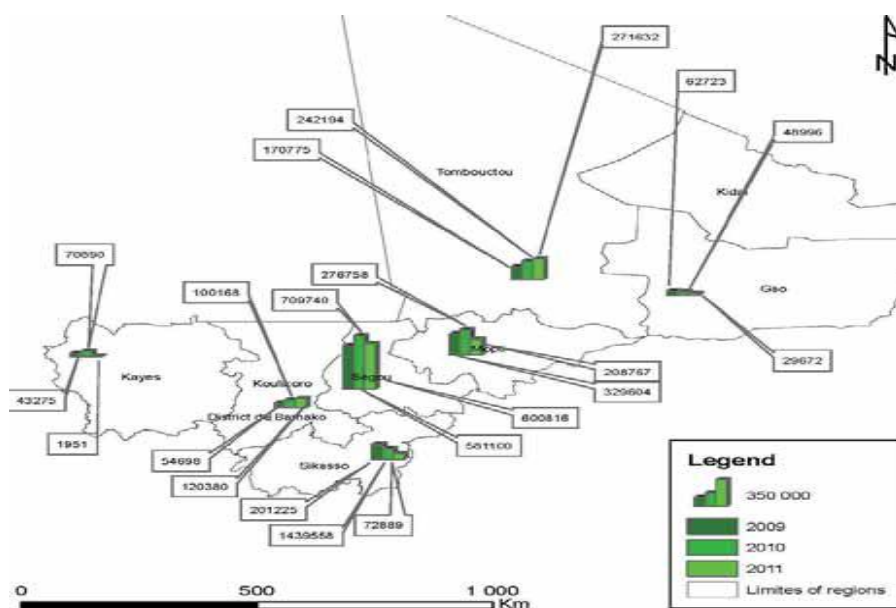 271632
62723
N
242194
48996
170775
Tombouctou
Kidal
70890
276758
100168
709740
Gao
Mopti
208767
Kayes
Koulikoro
Ségou
29672
43275
329604
District de Bamako
600816
1951
54698
581100
Sikasso
120380
201225
1439558
72889
Legend
350 000
2009
2010
2011
Limites of regions
0 500 1 000
Km